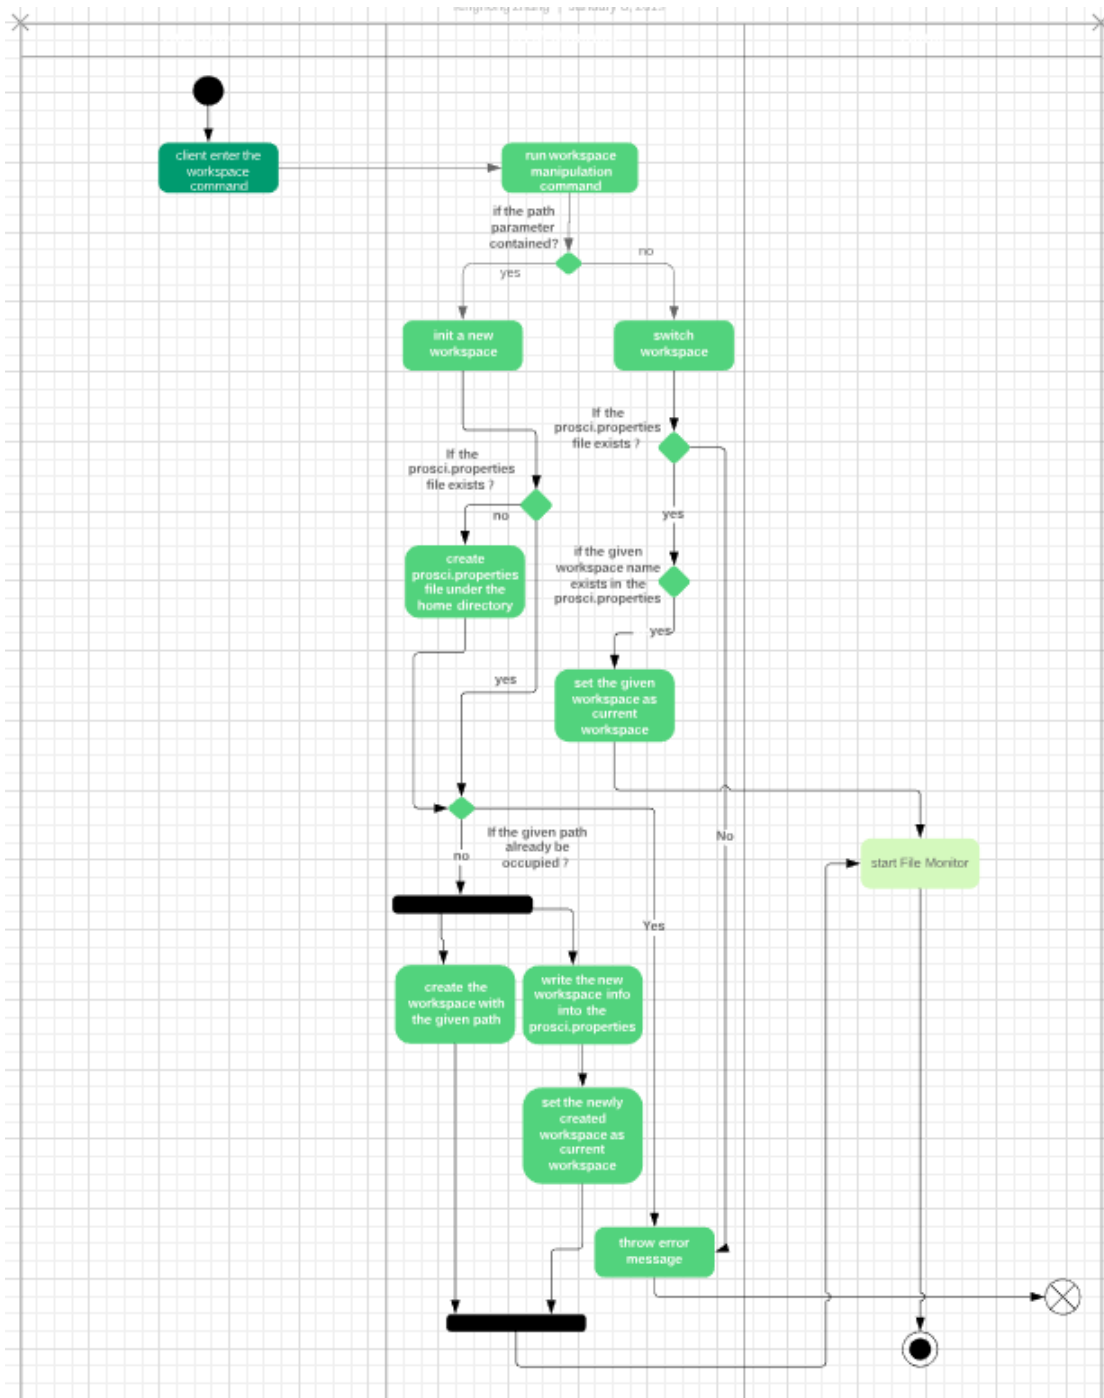 client enter the
workspace
command
run workspace
manipulation
command
if the path
parameter
contained?
no
yes
init a new
workspace
switch
workspace
If the
prosci.properties
file exists ?
If the
prosci.properties
file exists ?
no
yes
create
prosci.properties
file under the
home directory
if the given
workspace name
exists in the
prosci.properties
yes
yes
set the given
workspace as
current
workspace
If the given path
already be
occupied ?
no
No
start File Monitor
Yes
create the
workspace with
the given path
write the new
workspace info
into the
prosci.properties
set the newly
created
workspace as
current
workspace
throw error
message